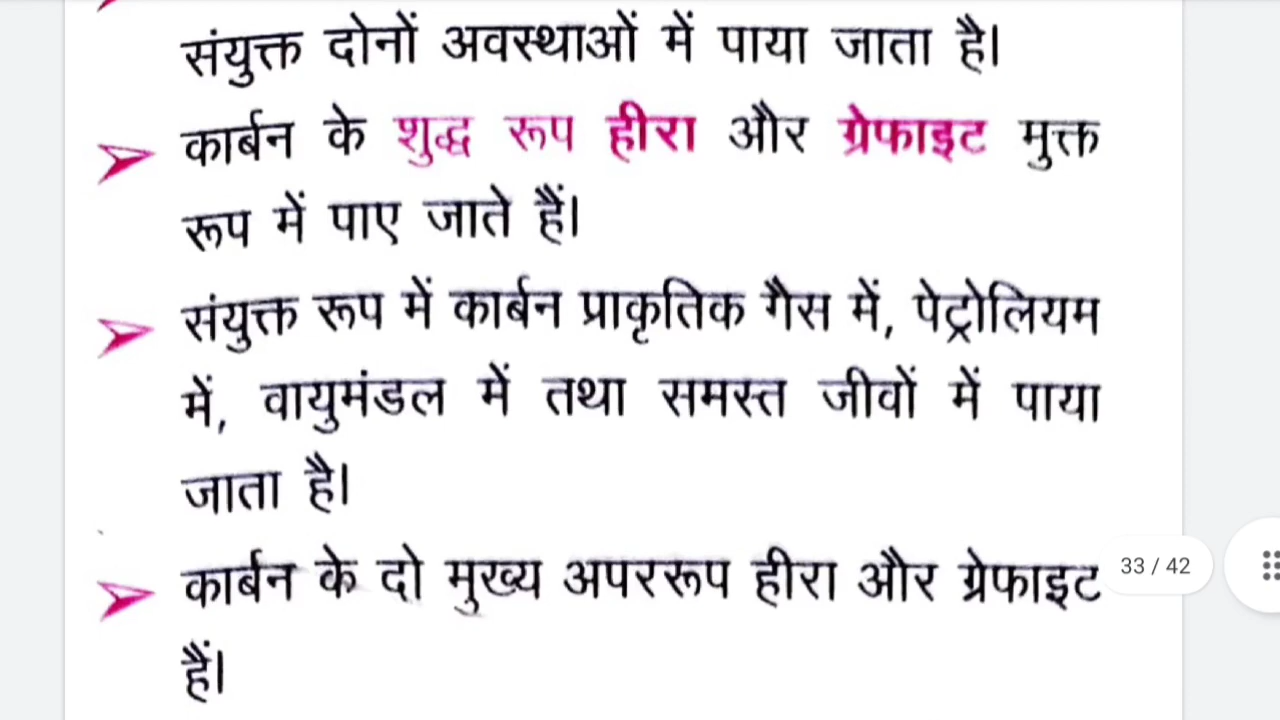 संयुक्त दोनों अवस्थाओं में पाया जाता है।
कार्बन के शुद्ध रूप हीरा और ग्रेफाइट मुक्त
रूप में पाए जाते हैं।
संयुक्त रूप में कार्बन प्राकृतिक गैस में, पेट्रोलियम
में, वायुमंडल में तथा समस्त जीवों में पाया
जाता है।
कार्बन के दो मुख्य अपररूप हीरा और ग्रेफाइट
हैं।
33 / 42